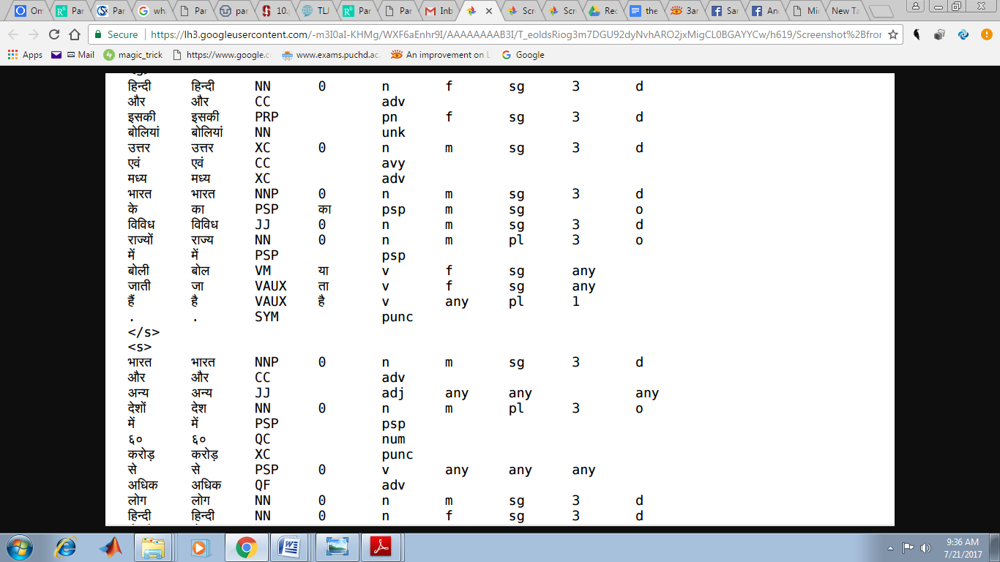 On Par SS Par wh Par par 10. TLJ Par Par Inb Scr Scr Rec the 3ar Sar An Mic New Ta
Secure https://lh3.googleusercontent.com/-m3I0aI-KHMg/WXF6aEnhr9I/AAAAAAAAB3I/T_eoIdsRiog3m7DGU92dyNvhARO2jxMigCL0BGAYYCw/h619/Screenshot%2Bfror
Apps Mail magic_trick https://www.google.c www.exams.puchd.ac. An improvement on L Google
हिन्दी हिन्दी NN 0 n f sg 3 d
और और CC adv
इसकी इसकी PRP pn f sg 3 d
बोलियां बोलियां NN unk
उत्तर उत्तर XC 0 n m sg 3 d
एवं एवं CC avy
मध्य मध्य XC adv
भारत भारत NNP 0 n m sg 3 d
के का PSP का psp m sg o
विविध विविध JJ 0 n m sg 3 d
राज्यों राज्य NN 0 n m pl 3 o
में में PSP psp
बोली बोल VM या v f sg any
जाती जा VAUX ता v f sg any
हैं है VAUX है v any pl 1
. . SYM punc
</s>
<s>
भारत भारत NNP 0 n m sg 3 d
और और CC adv
अन्य अन्य JJ adj any any any
देशों देश NN 0 n m pl 3 o
में में PSP psp
६० ६० QC num
करोड़ करोड़ XC punc
से से PSP 0 v any any any
अधिक अधिक QF adv
लोग लोग NN 0 n m sg 3 d
हिन्दी हिन्दी NN 0 n f sg 3 d
9:36 AM
7/21/2017